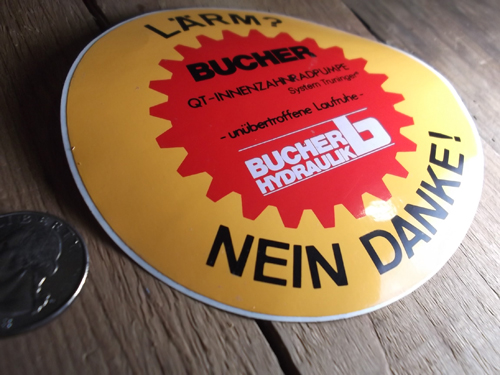 LÄRM?
BUCHER
QT-INNENZAHNRADPUMPE
System Truninger®
-unübertroffene Laufruhe-
BUCHER
HYDRAULIK
NEIN DANKE!